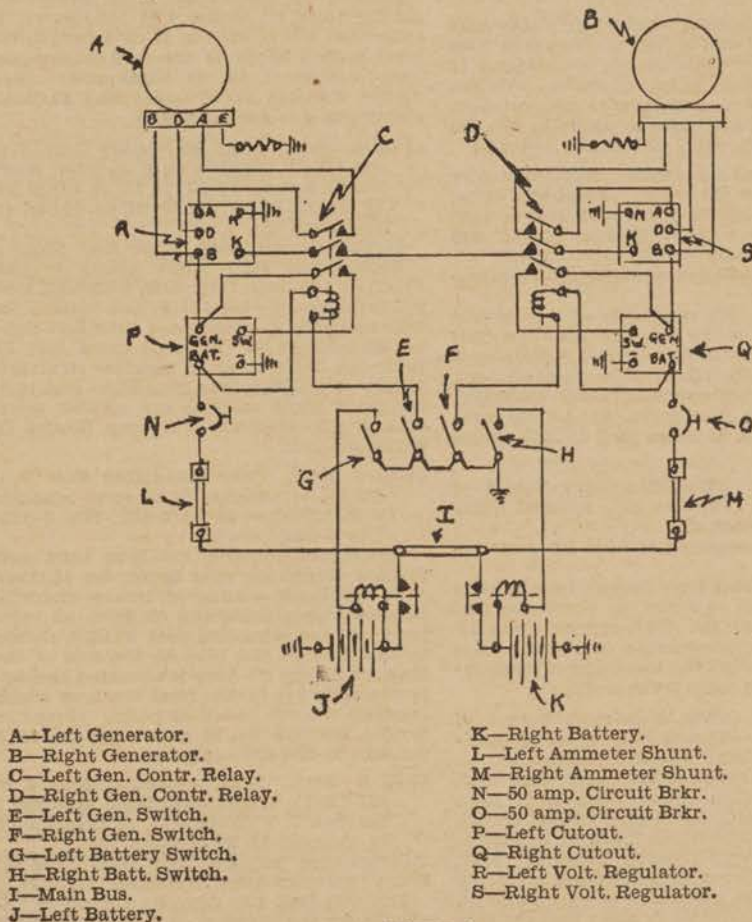 A
B
B D A E
C
D
A
N
K
D
B
R
N A
D
K
B
S
P
GEN. SW
BAT.
SW GEN
BAT
Q
E
F
N
O
G
H
L
I
M
J
K
A—Left Generator.
B—Right Generator.
C—Left Gen. Contr. Relay.
D—Right Gen. Contr. Relay.
E—Left Gen. Switch.
F—Right Gen. Switch.
G—Left Battery Switch.
H—Right Batt. Switch.
I—Main Bus.
J—Left Battery.
K—Right Battery.
L—Left Ammeter Shunt.
M—Right Ammeter Shunt.
N—50 amp. Circuit Brkr.
O—50 amp. Circuit Brkr.
P—Left Cutout.
Q—Right Cutout.
R—Left Volt. Regulator.
S—Right Volt. Regulator.